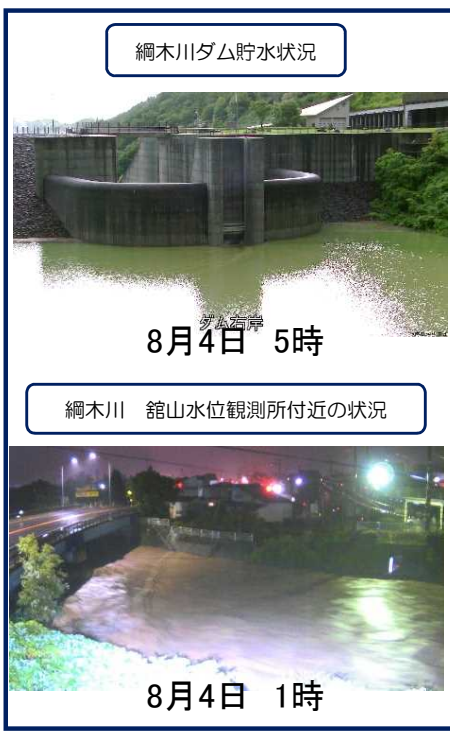 綱木川ダム貯水状況
ダム右岸
8月4日 5時
綱木川 舘山水位観測所付近の状況
8月4日 1時